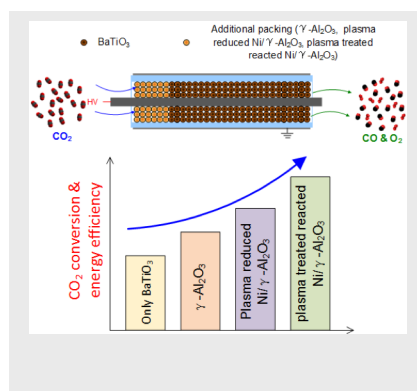 BaTiO₃
Additional packing (γ-Al₂O₃, plasma
reduced Ni/γ-Al₂O₃, plasma treated
reacted Ni/γ-Al₂O₃)
HV
CO₂
CO & O₂
CO₂ conversion &
energy efficiency
Only BaTiO₃
γ-Al₂O₃
Plasma reduced
Ni/γ-Al₂O₃
plasma treated reacted
Ni/γ-Al₂O₃